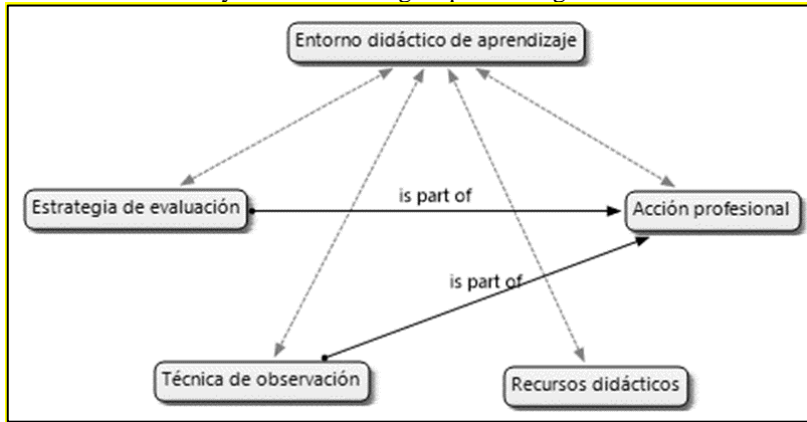 Entorno didáctico de aprendizaje
Estrategia de evaluación
is part of
Acción profesional
is part of
Técnica de observación
Recursos didácticos